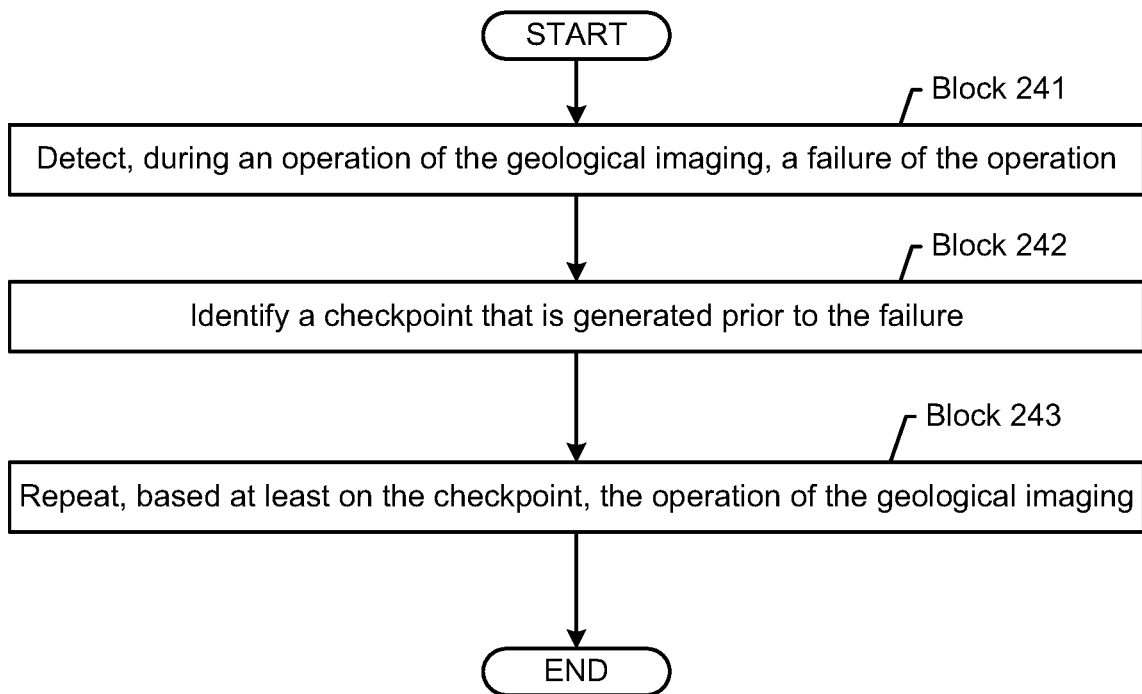 START
Block 241
Detect, during an operation of the geological imaging, a failure of the operation
Block 242
Identify a checkpoint that is generated prior to the failure
Block 243
Repeat, based at least on the checkpoint, the operation of the geological imaging
END